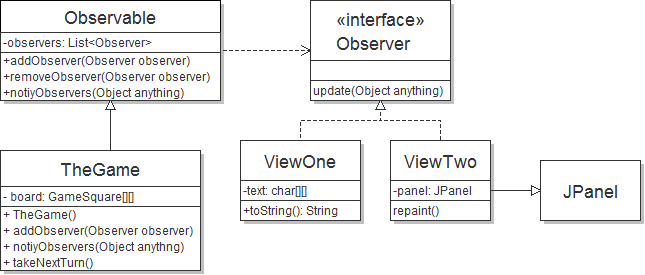 Observable
-observers: List<Observer>
+addObserver(Observer observer)
+removeObserver(Observer observer)
+notiyObservers(Object anything)
«interface»
Observer
update(Object anything)
TheGame
- board: GameSquare[][]
+ TheGame()
+ addObserver(Observer observer)
+ notiyObservers(Object anythng)
+ takeNextTurn()
ViewOne
-text: char[][]
+toString(): String
ViewTwo
-panel: JPanel
repaint()
JPanel